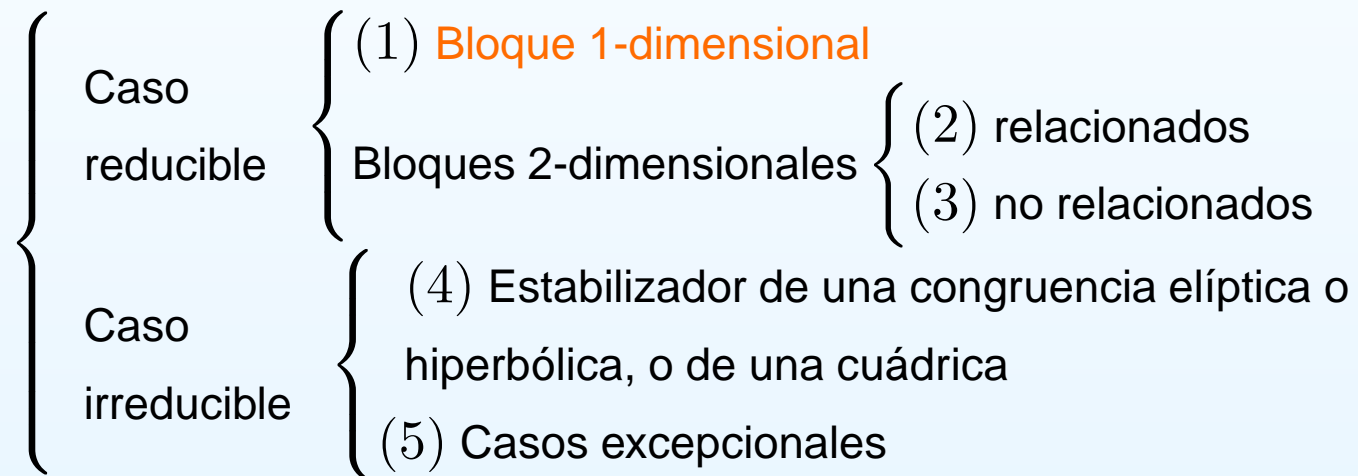 Caso
reducible
(1) Bloque 1-dimensional
Bloques 2-dimensionales
(2) relacionados
(3) no relacionados
Caso
irreducible
(4) Estabilizador de una congruencia elíptica o
hiperbólica, o de una cuádrica
(5) Casos excepcionales